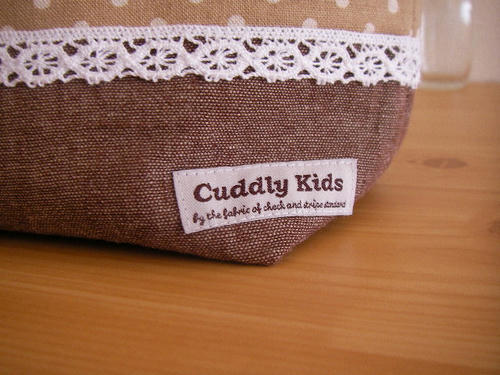 Cuddly Kids
by the fabric of check and stripe standard